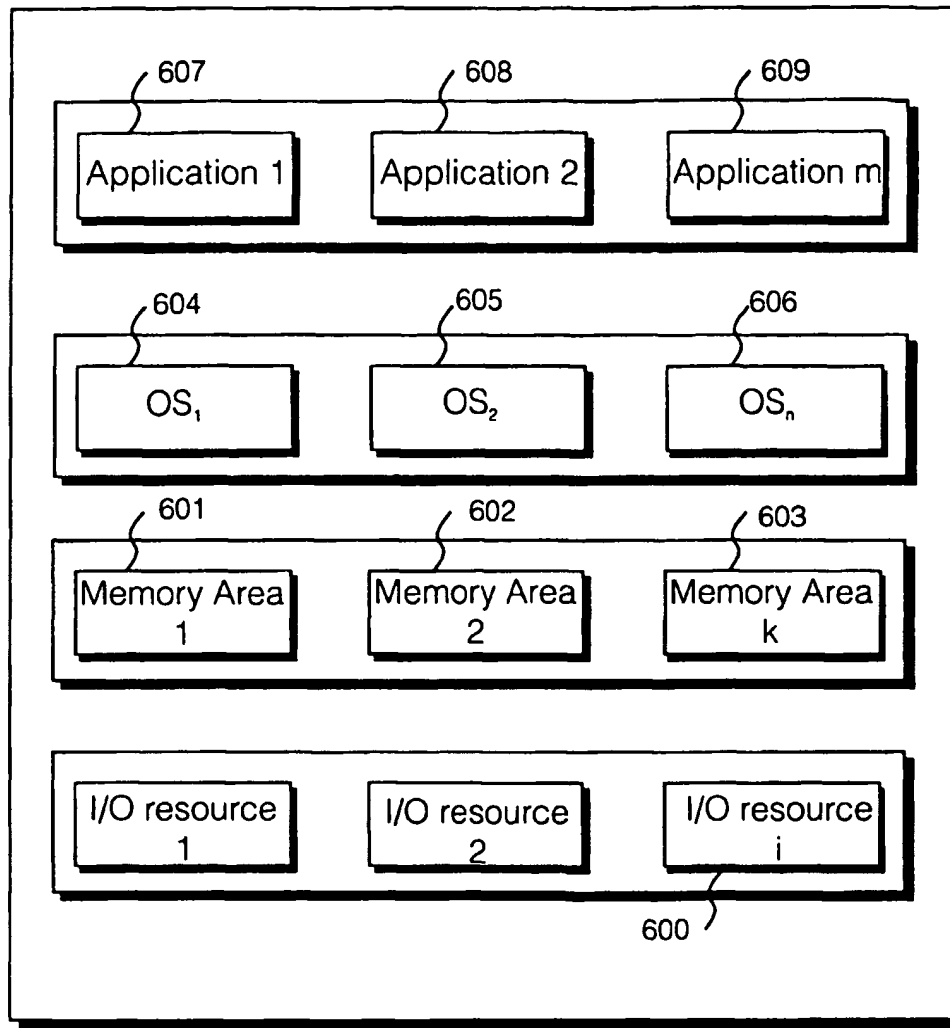 607 608 609
Application 1 Application 2 Application m
604 605 606
OS₁ OS₂ OSₙ
601 602 603
Memory Area Memory Area Memory Area
1 2 k
I/O resource I/O resource I/O resource
1 2 i
600